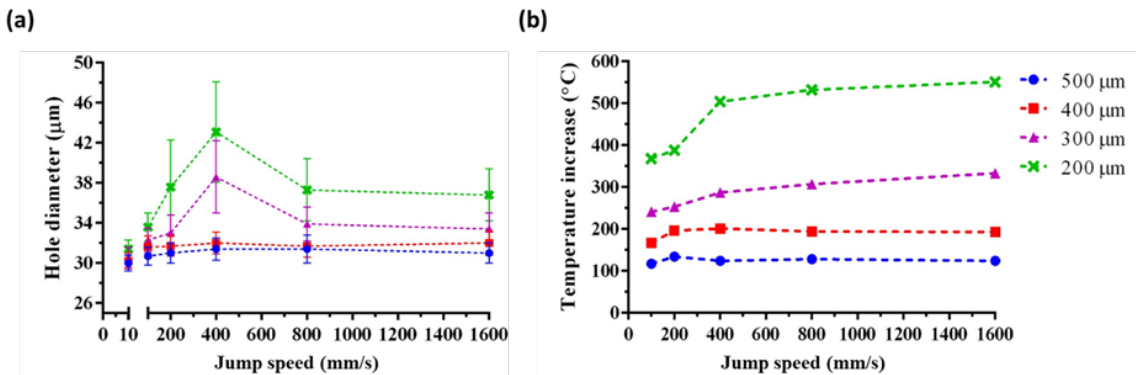 (a)
(b)
50
46
42
38
34
30
26
Hole diameter (μm)
0 10 200 400 600 800 1000 1200 1400 1600
Jump speed (mm/s)
600
500
400
300
200
100
0
Temperature increase (°C)
0 200 400 600 800 1000 1200 1400 1600
Jump speed (mm/s)
500 μm
400 μm
300 μm
200 μm